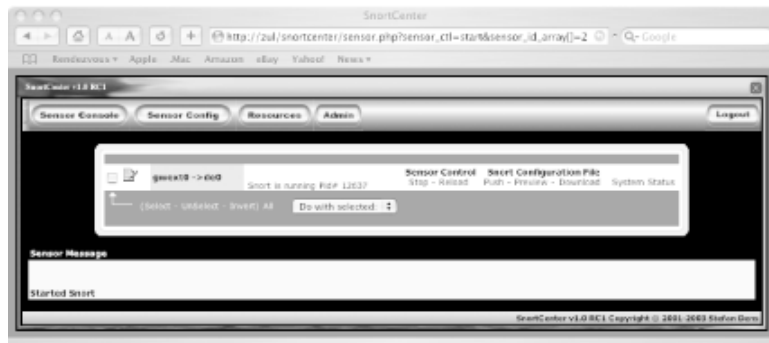 SnortCenter
A A + http://zul/snortcenter/sensor.php?sensor_ctl=start&sensor_id_array[]=2 Q- Google
Rendezvous Apple .Mac Amazon eBay Yahoo! News
SnortCenter v1.0 RC1
Sensor Console Sensor Config Resources Admin Logout
Sensor Control Snort Configuration File
-> de0 Snort is running Pid# 12637 Stop - Reload Push - Preview - Download System Status
(Select - UnSelect - Invert) All Do with selected:
Sensor Message
Started Snort
SnortCenter v1.0 RC1 Copyright © 2001-2003 Stefan Dens